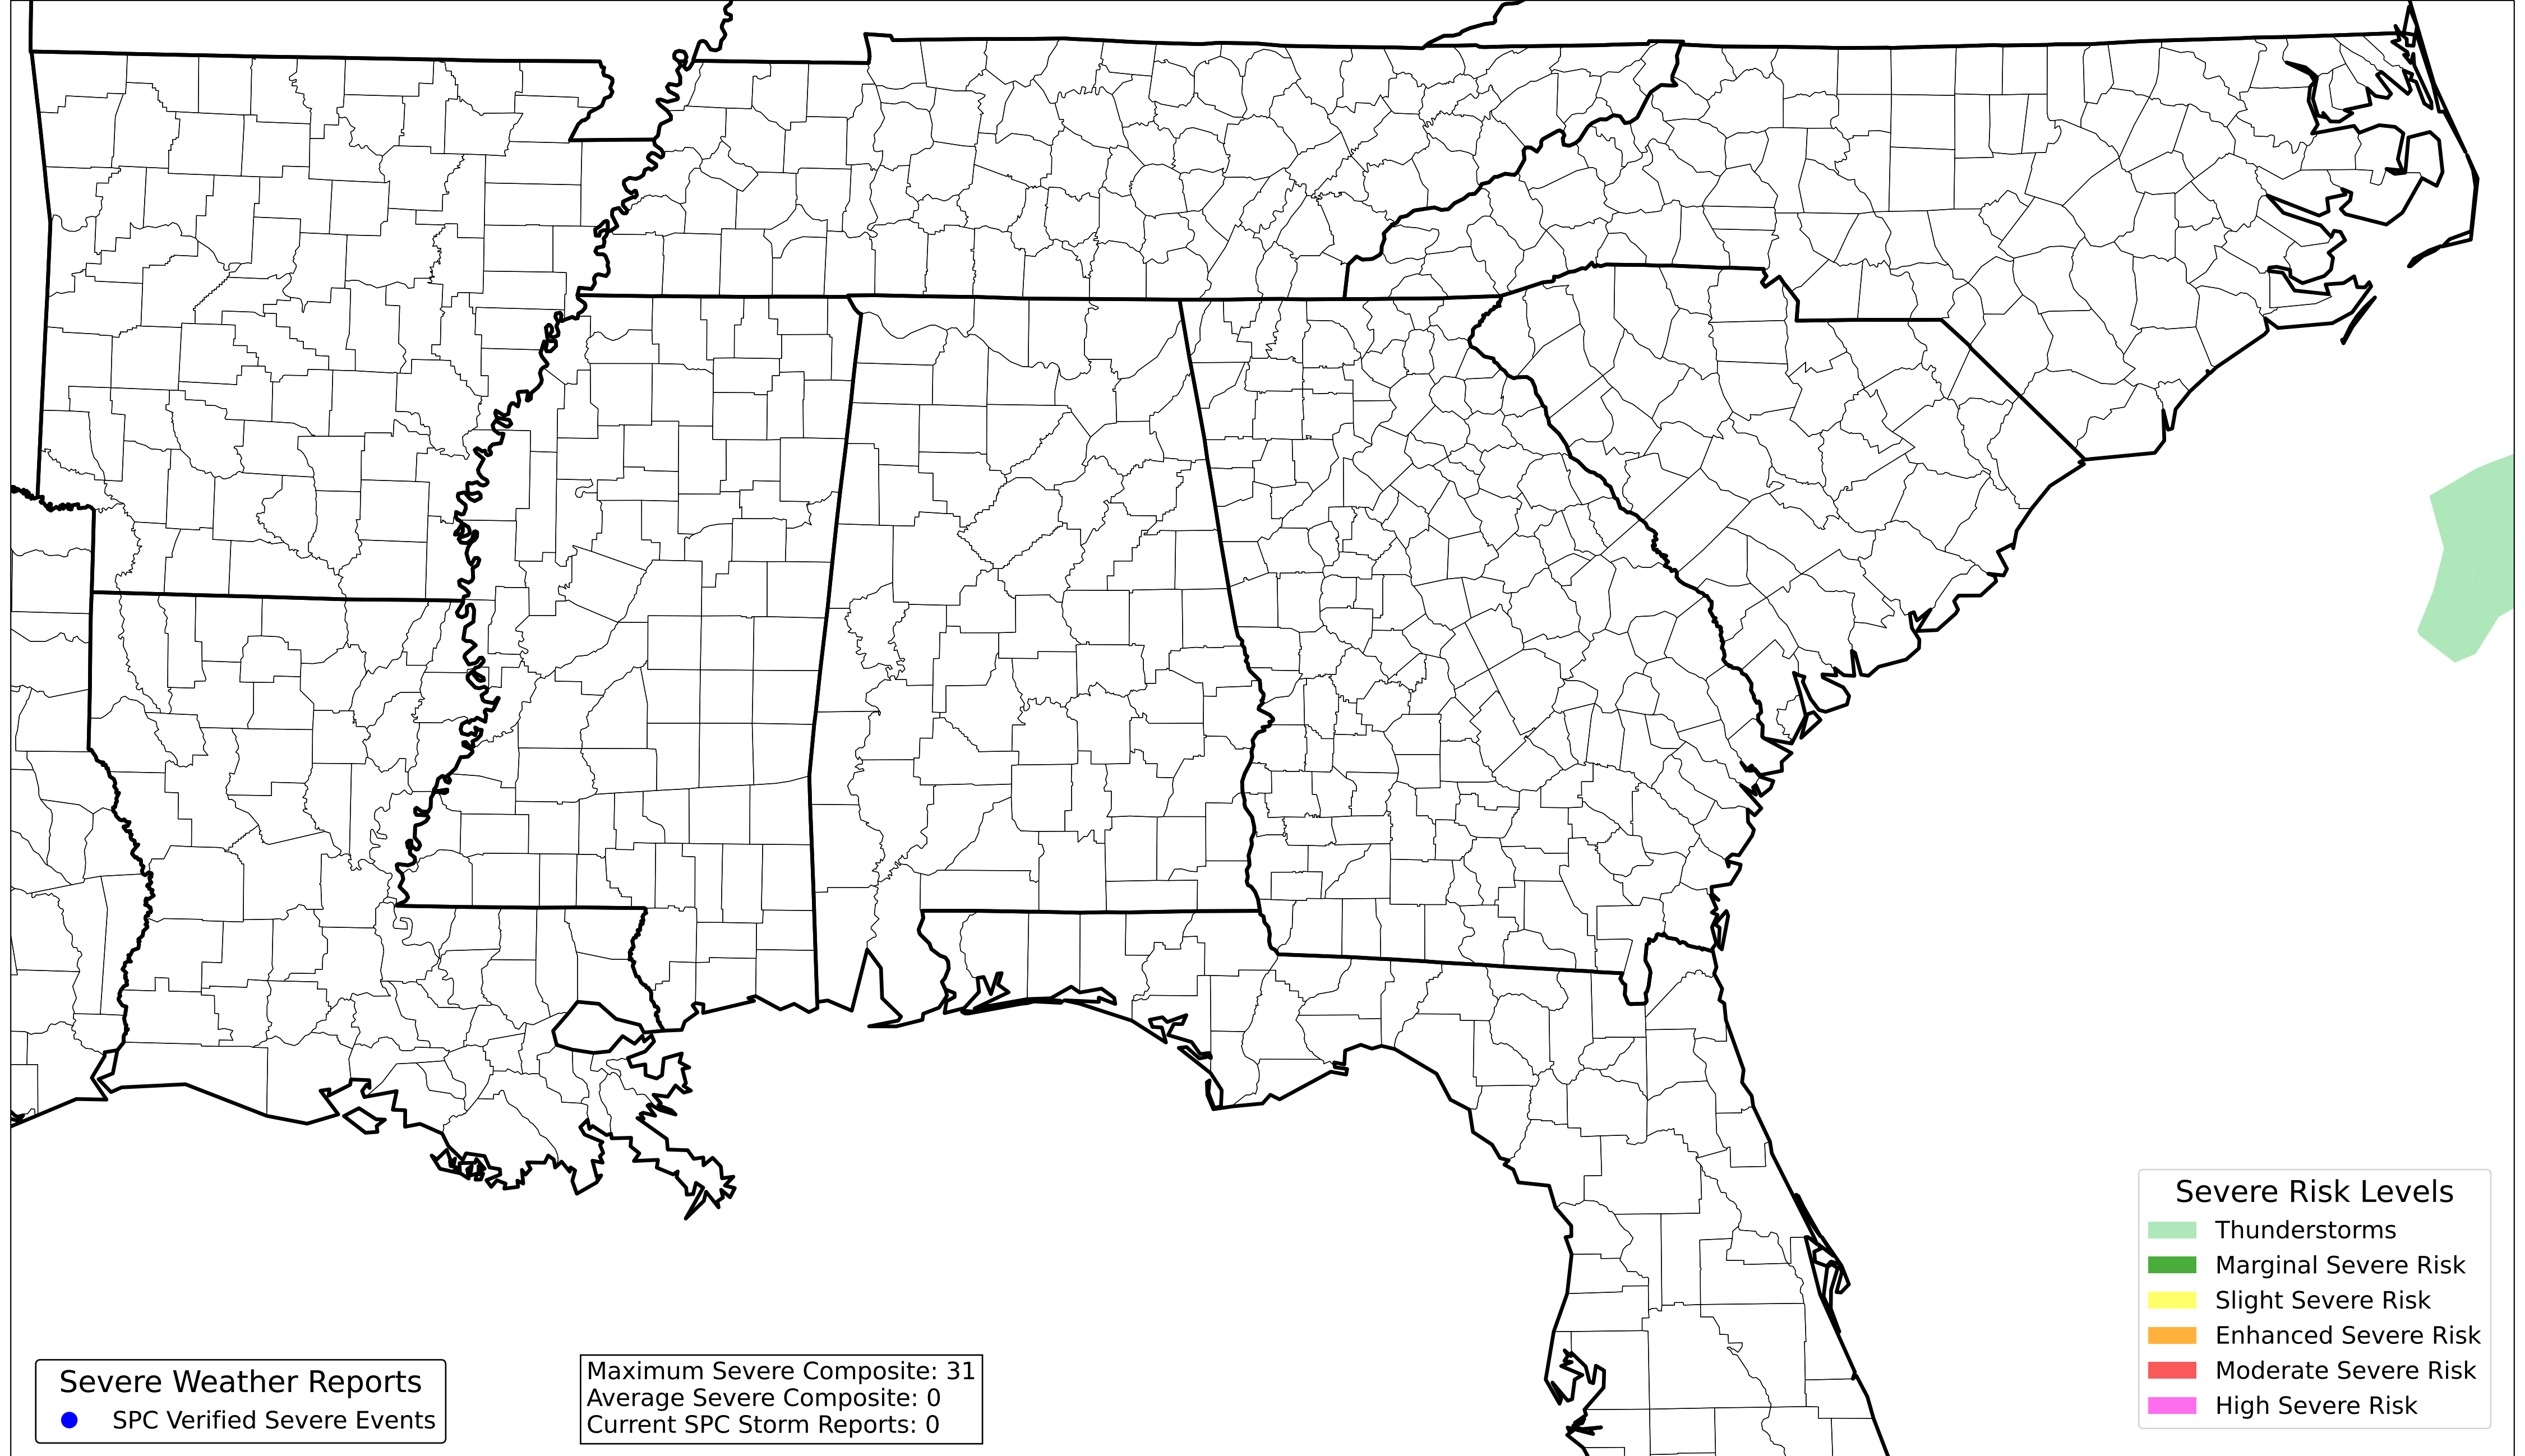 Severe Risk Levels
Thunderstorms
Marginal Severe Risk
Slight Severe Risk
Enhanced Severe Risk
Moderate Severe Risk
High Severe Risk
Severe Weather Reports
SPC Verified Severe Events
Maximum Severe Composite: 31
Average Severe Composite: 0
Current SPC Storm Reports: 0